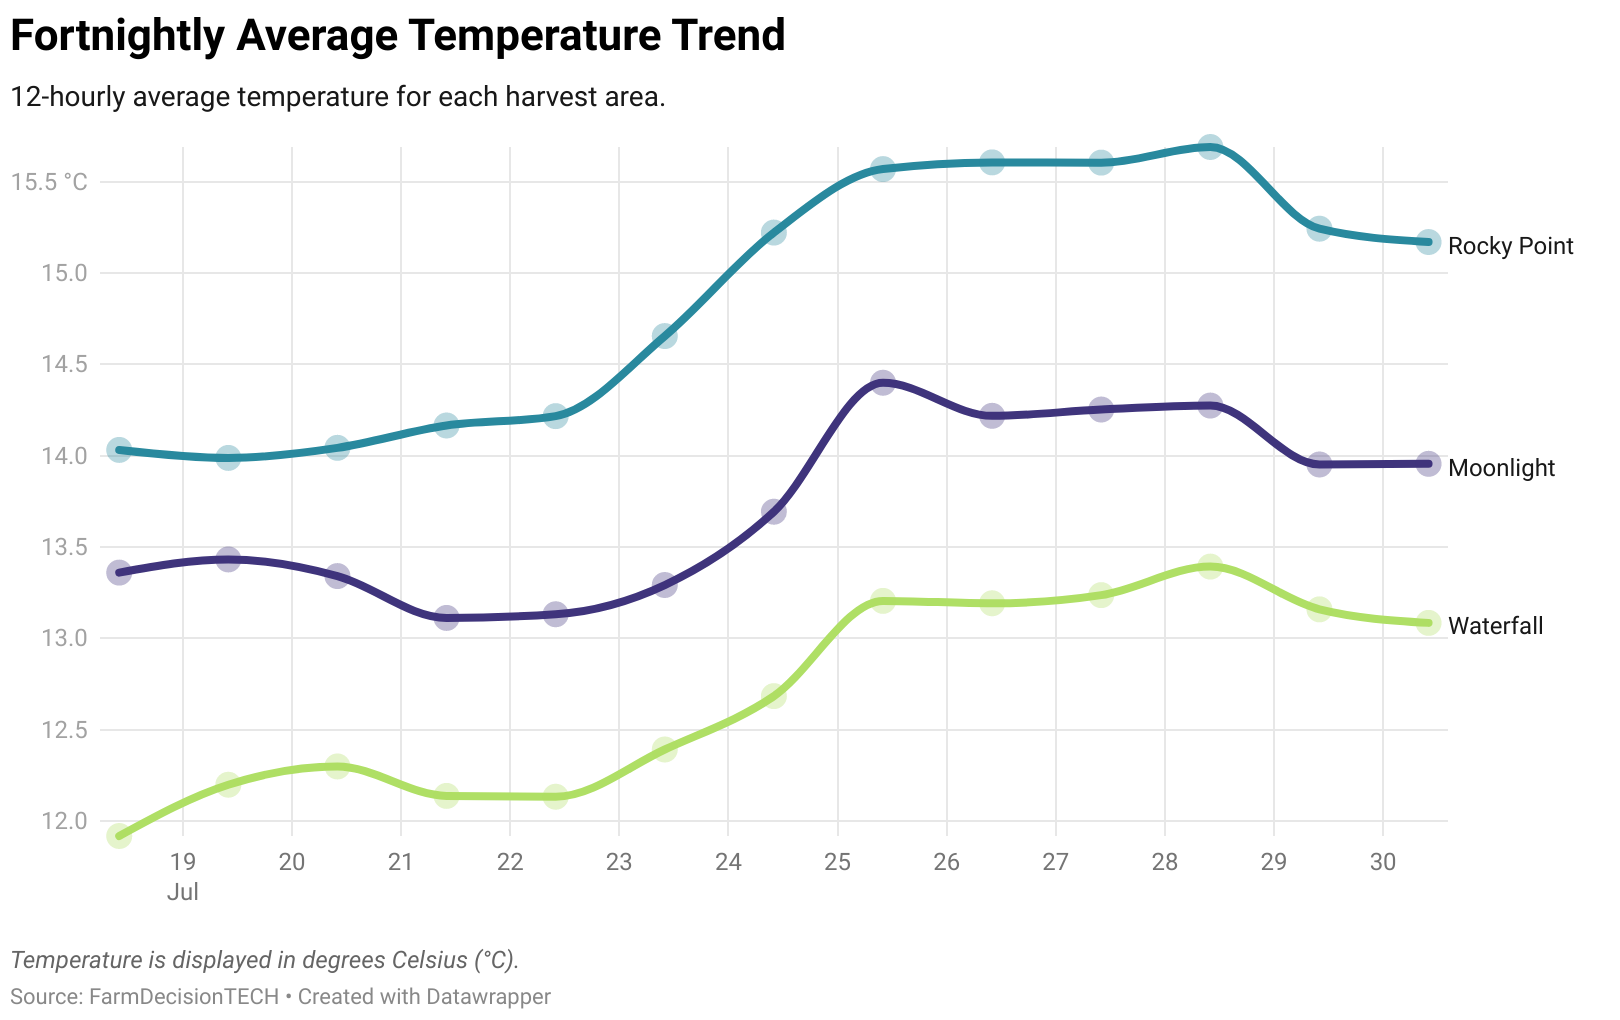 Fortnightly Average Temperature Trend
12-hourly average temperature for each harvest area.
15.5 °C
15.0
14.5
14.0
13.5
13.0
12.5
12.0
Rocky Point
Moonlight
Waterfall
19 20 21 22 23 24 25 26 27 28 29 30
Jul
Temperature is displayed in degrees Celsius (°C).
Source: FarmDecisionTECH • Created with Datawrapper